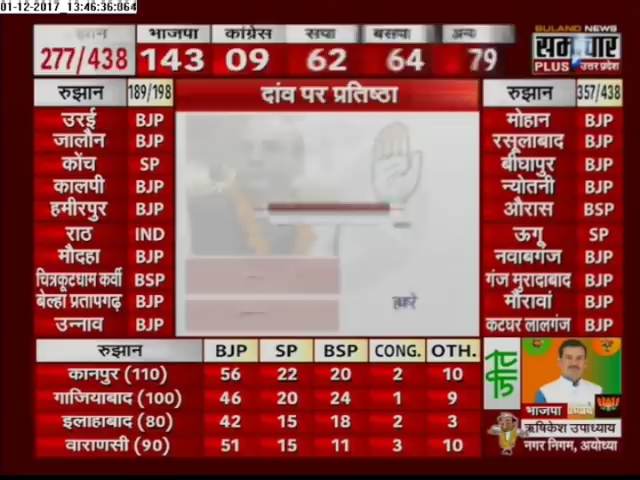 01-12-2017_13:46:36:064
रुझान भाजपा कांग्रेस सपा बसपा अन्य
277/438 143 09 62 64 79
BULAND NEWS
समाचार
PLUS उत्तर प्रदेश
रुझान 189/198
उरई BJP
जालौन BJP
कोंच SP
कालपी BJP
हमीरपुर BJP
राठ IND
मौदहा BJP
चित्रकूटधाम कर्वी BSP
बेल्हा प्रतापगढ़ BJP
उन्नाव BJP
दांव पर प्रतिष्ठा
हारे
रुझान 357/438
मोहान BJP
रसूलाबाद BJP
बीघापुर BJP
न्योतनी BJP
औरास BSP
ऊगू SP
नवाबगंज BJP
गंज मुरादाबाद BJP
मौरावां BJP
कटघर लालगंज BJP
रुझान BJP SP BSP CONG. OTH.
कानपुर (110) 56 22 20 2 10
गाजियाबाद (100) 46 20 24 1 9
इलाहाबाद (80) 42 15 18 2 3
वाराणसी (90) 51 15 11 3 10
जीत
भाजपा
ऋषिकेश उपाध्याय
नगर निगम, अयोध्या